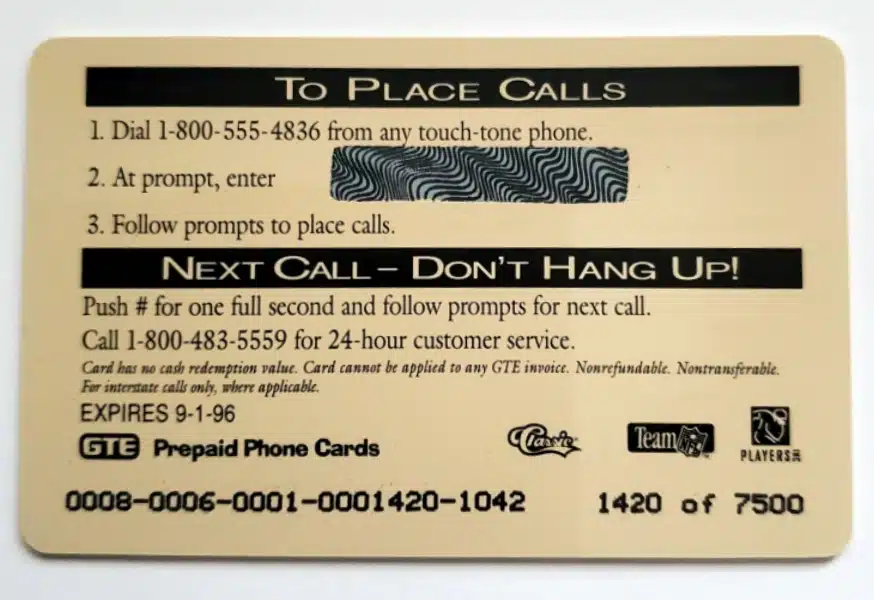 TO PLACE CALLS
1. Dial 1-800-555-4836 from any touch-tone phone.
2. At prompt, enter
3. Follow prompts to place calls.
NEXT CALL – DON'T HANG UP!
Push # for one full second and follow prompts for next call.
Call 1-800-483-5559 for 24-hour customer service.
Card has no cash redemption value. Card cannot be applied to any GTE invoice. Nonrefundable. Nontransferable.
For interstate calls only, where applicable.
EXPIRES 9-1-96
GTE Prepaid Phone Cards
Classic
Team NFL
PLAYERS
0008-0006-0001-0001420-1042 1420 of 7500